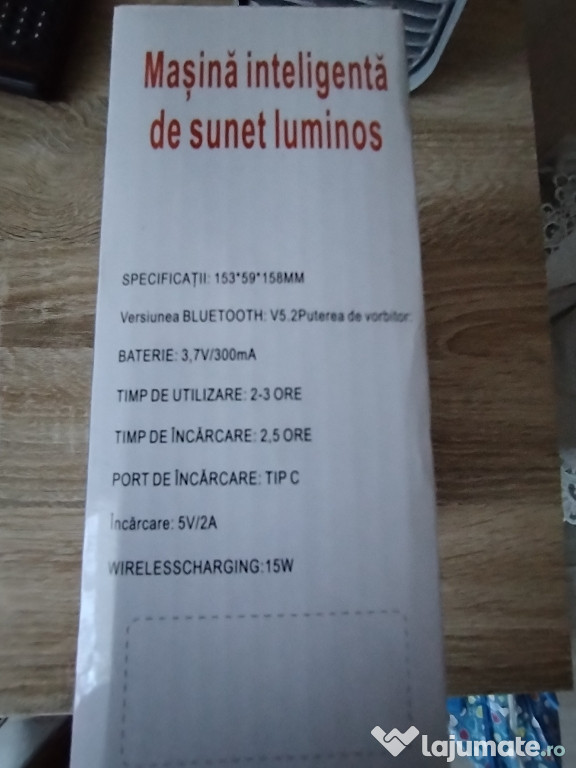 Mașină inteligentă
de sunet luminos
SPECIFICAȚII: 153*59*158MM
Versiunea BLUETOOTH: V5.2Puterea de vorbitor:
BATERIE: 3,7V/300mA
TIMP DE UTILIZARE: 2-3 ORE
TIMP DE ÎNCĂRCARE: 2,5 ORE
PORT DE ÎNCĂRCARE: TIP C
Încărcare: 5V/2A
WIRELESSCHARGING:15W
lajumate.ro